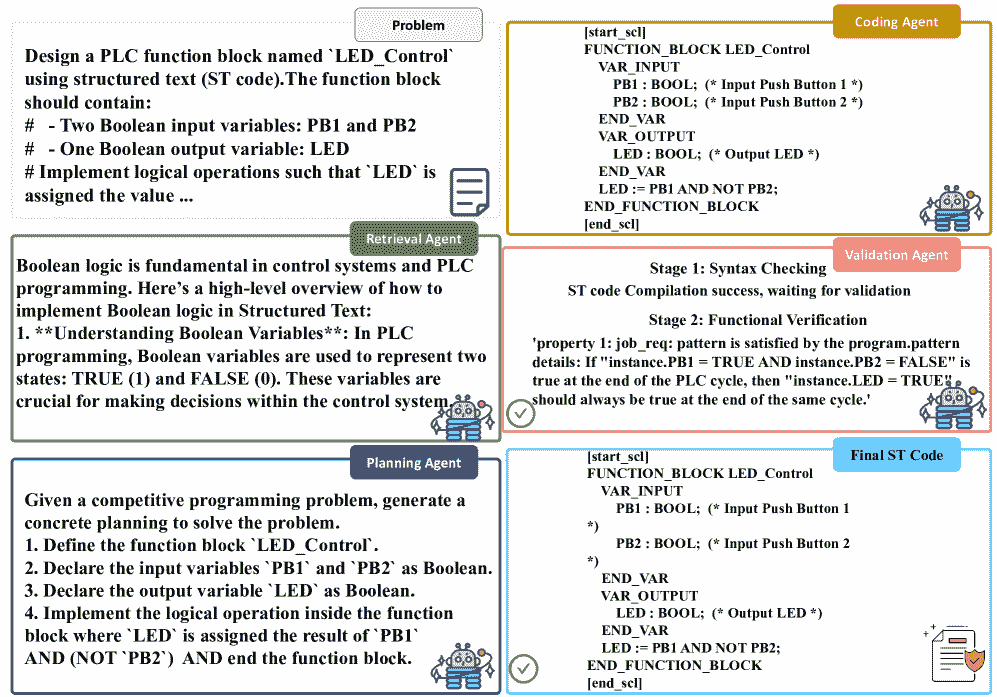 Problem
Design a PLC function block named `LED_Control`
using structured text (ST code).The function block
should contain:
#   - Two Boolean input variables: PB1 and PB2
#   - One Boolean output variable: LED
# Implement logical operations such that `LED` is
assigned the value ...
Retrieval Agent
Boolean logic is fundamental in control systems and PLC
programming. Here's a high-level overview of how to
implement Boolean logic in Structured Text:
1. **Understanding Boolean Variables**: In PLC
programming, Boolean variables are used to represent two
states: TRUE (1) and FALSE (0). These variables are
crucial for making decisions within the control system.
Planning Agent
Given a competitive programming problem, generate a
concrete planning to solve the problem.
1. Define the function block `LED_Control`.
2. Declare the input variables `PB1` and `PB2` as Boolean.
3. Declare the output variable `LED` as Boolean.
4. Implement the logical operation inside the function
block where `LED` is assigned the result of `PB1`
AND (NOT `PB2`)  AND end the function block.
Coding Agent
[start_scl]
FUNCTION_BLOCK LED_Control
VAR_INPUT
PB1 : BOOL;  (* Input Push Button 1 *)
PB2 : BOOL;  (* Input Push Button 2 *)
END_VAR
VAR_OUTPUT
LED : BOOL;  (* Output LED *)
END_VAR
LED := PB1 AND NOT PB2;
END_FUNCTION_BLOCK
[end_scl]
Validation Agent
Stage 1: Syntax Checking
ST code Compilation success, waiting for validation
Stage 2: Functional Verification
'property 1: job_req: pattern is satisfied by the program.pattern
details: If "instance.PB1 = TRUE AND instance.PB2 = FALSE" is
true at the end of the PLC cycle, then "instance.LED = TRUE"
should always be true at the end of the same cycle.'
Final ST Code
[start_scl]
FUNCTION_BLOCK LED_Control
VAR_INPUT
PB1 : BOOL;  (* Input Push Button 1
*)
PB2 : BOOL;  (* Input Push Button 2
*)
END_VAR
VAR_OUTPUT
LED : BOOL;  (* Output LED *)
END_VAR
LED := PB1 AND NOT PB2;
END_FUNCTION_BLOCK
[end_scl]